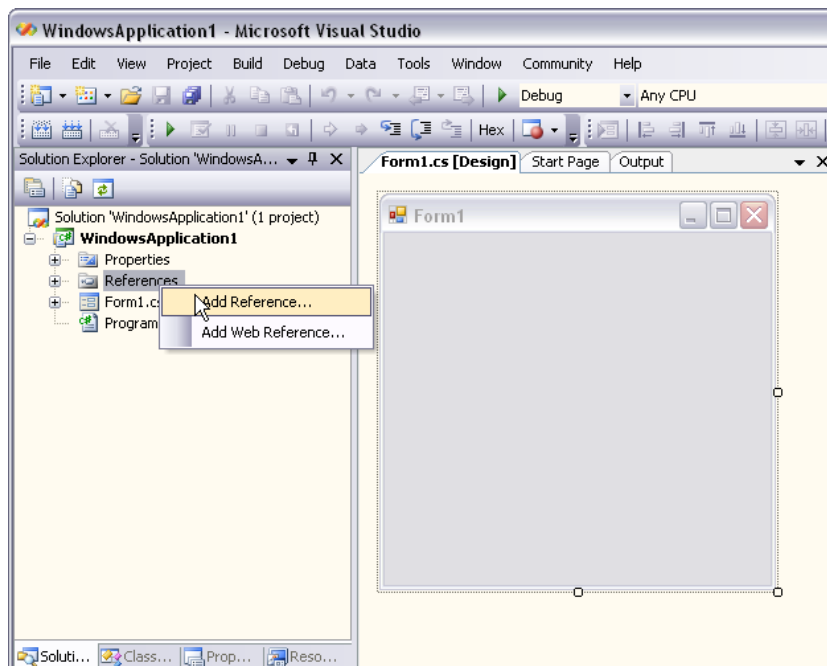 WindowsApplication1 - Microsoft Visual Studio
File Edit View Project Build Debug Data Tools Window Community Help
Debug Any CPU
Hex
Solution Explorer - Solution 'WindowsA...
Form1.cs [Design] Start Page Output
Solution 'WindowsApplication1' (1 project)
Form1
WindowsApplication1
Properties
References
Form1.c
Add Reference...
Program
Add Web Reference...
Soluti... Class... Prop... Reso...